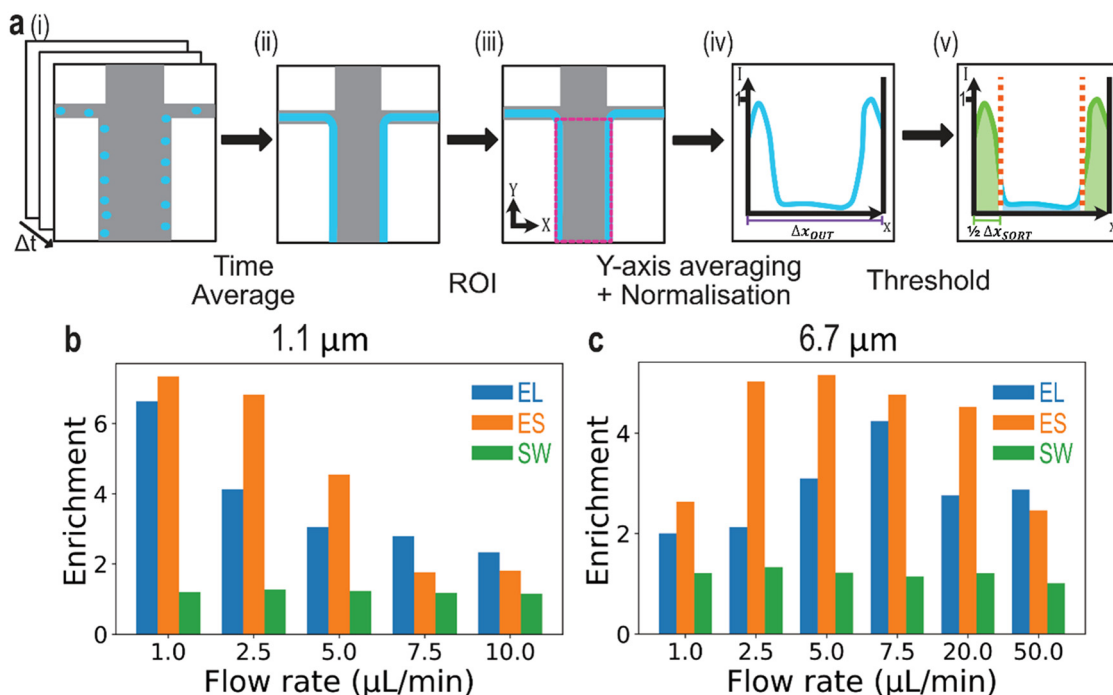 a (i) (ii) (iii) (iv) (v)
Δt
Y
X
I
1
Δx_OUT
x
I
1
½ Δx_SORT
x
Time
Average
ROI
Y-axis averaging
+ Normalisation
Threshold
b 1.1 μm
EL
ES
SW
Enrichment
6
4
2
0
1.0 2.5 5.0 7.5 10.0
Flow rate (μL/min)
c 6.7 μm
EL
ES
SW
Enrichment
4
2
0
1.0 2.5 5.0 7.5 20.0 50.0
Flow rate (μL/min)